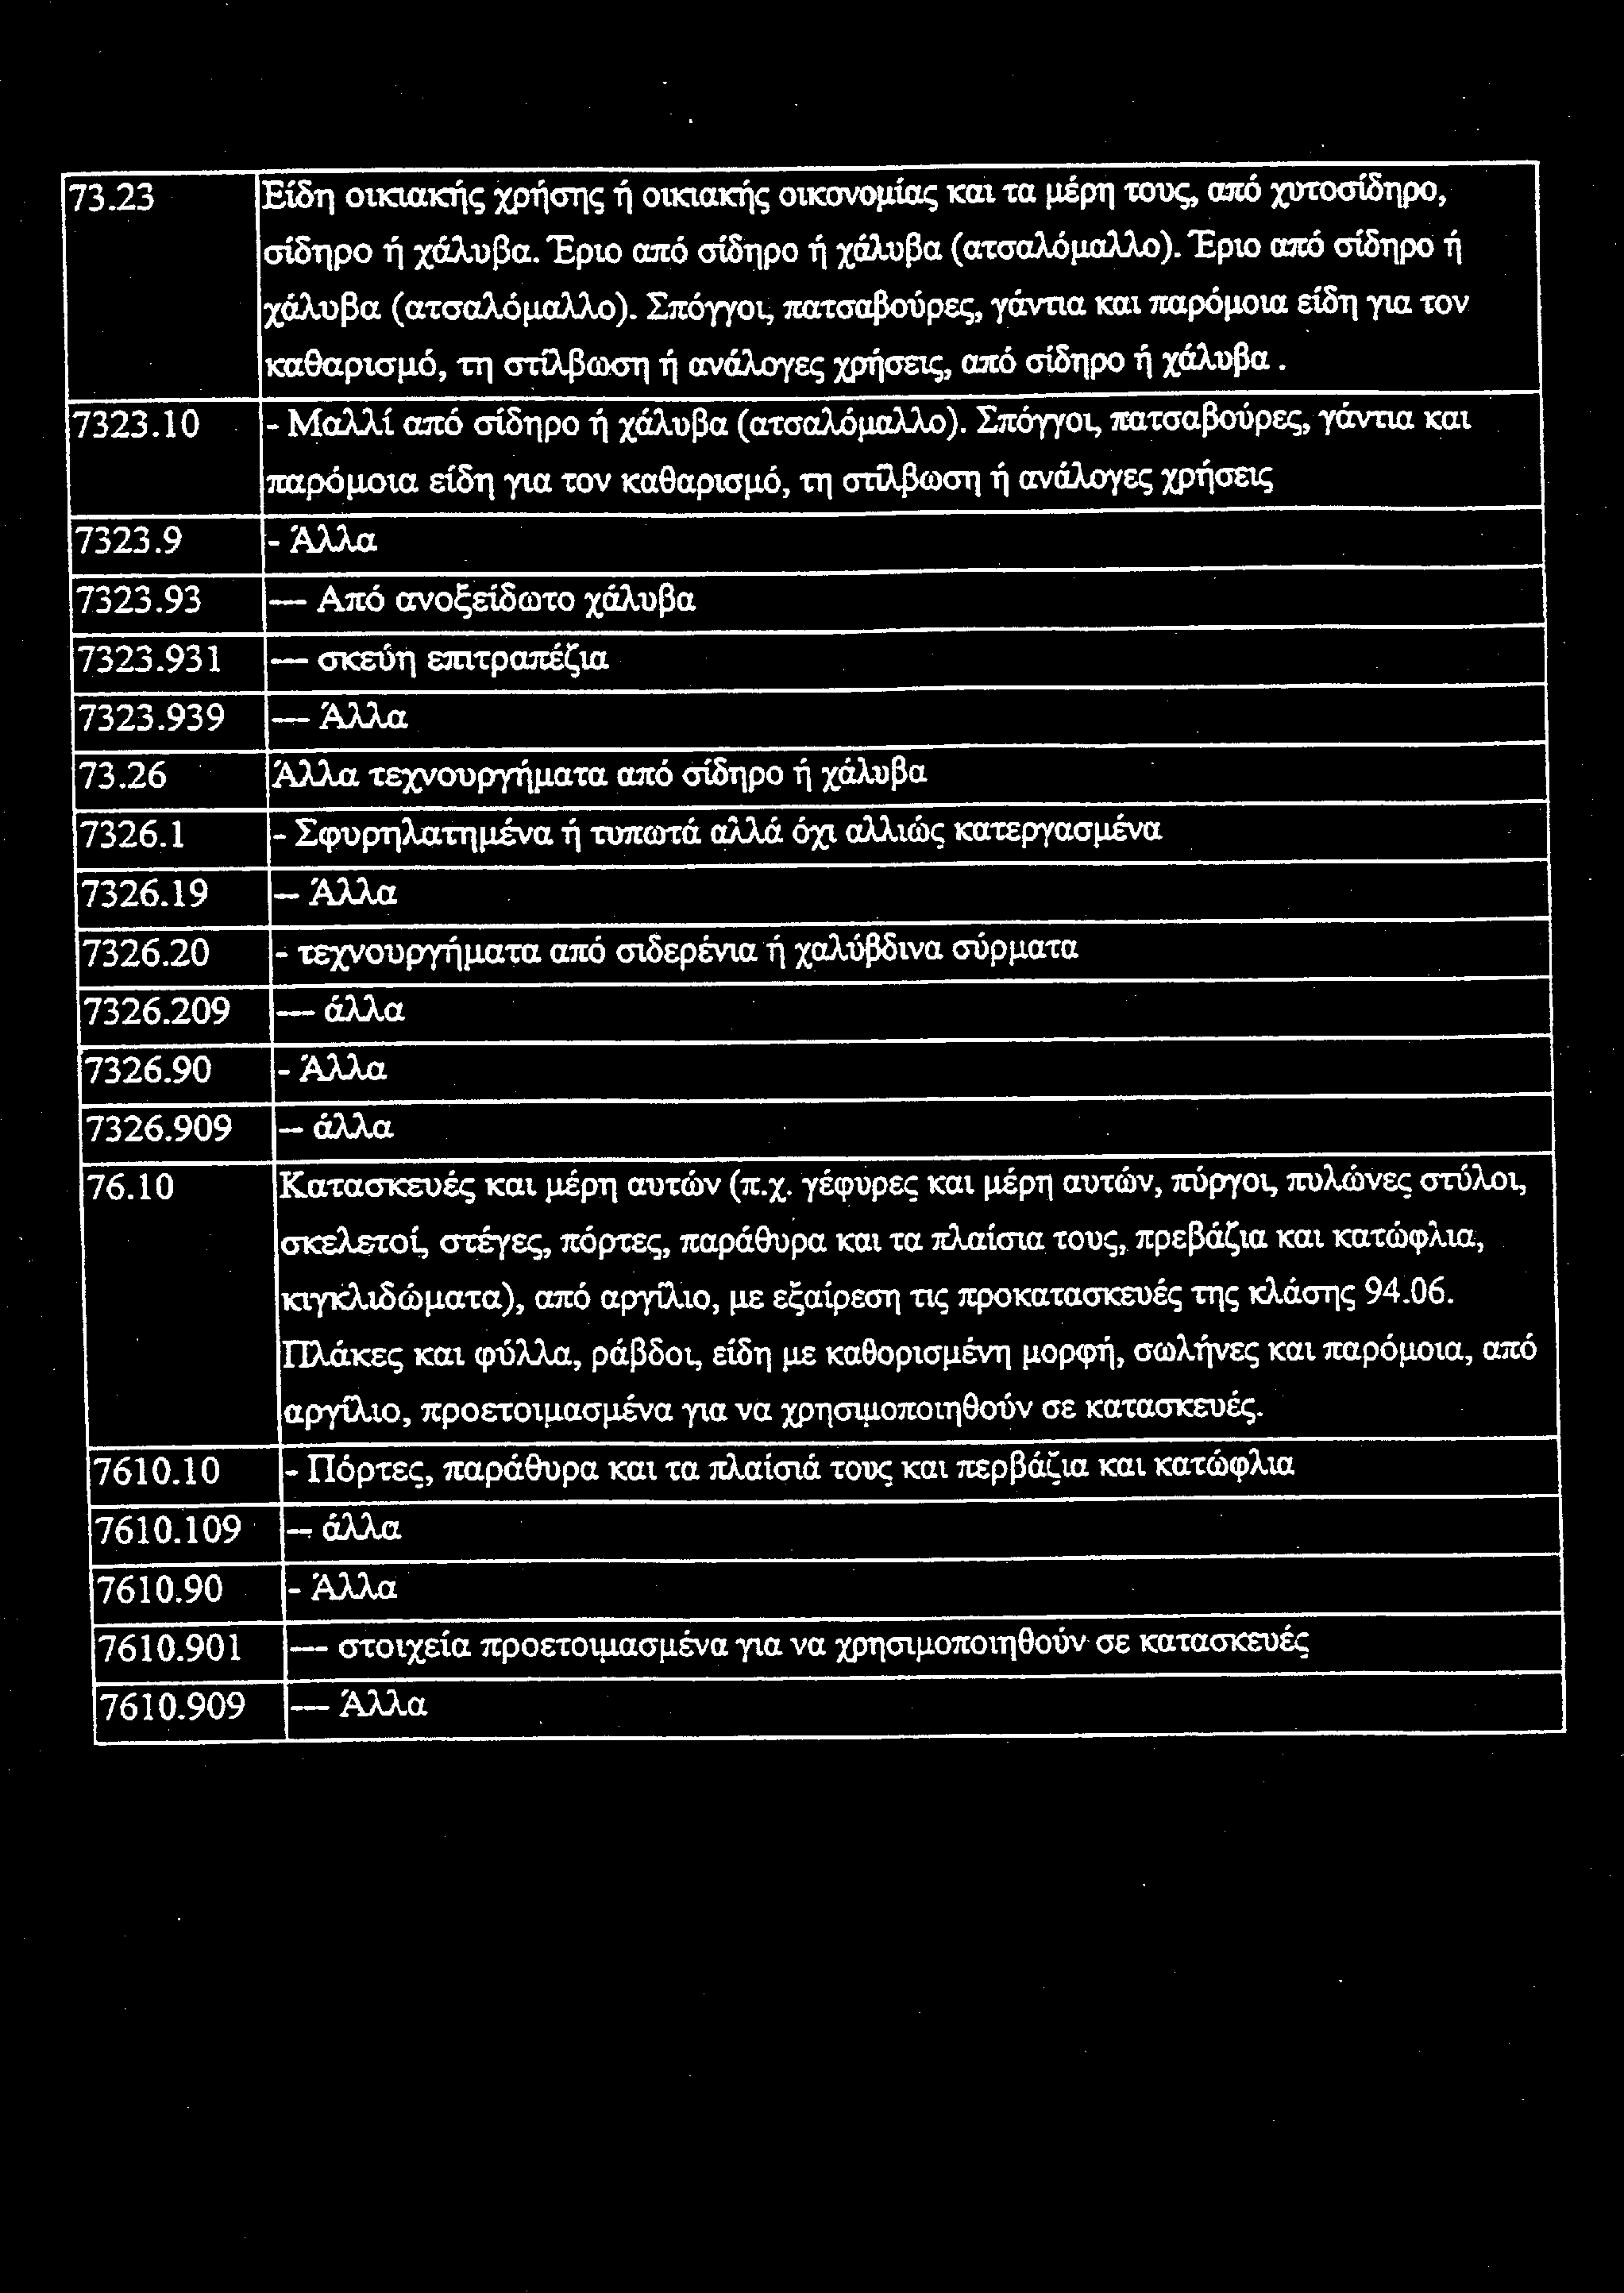 73.23 Είδη οικιακής χρήσης ή οικιακής οικονομίας και τα μέρη τους, από χυτοσίδηρο,
σίδηρο ή χάλυβα. Έριο από σίδηρο ή χάλυβα (ατσαλόμαλλο). Έριο από σίδηρο ή
χάλυβα (ατσαλόμαλλο). Σπόγγοι, πατσαβούρες, γάντια και παρόμοια είδη για τον
καθαρισμό, τη στίλβωση ή ανάλογες χρήσεις, από σίδηρο ή χάλυβα .
7323.10 - Μαλλί από σίδηρο ή χάλυβα (ατσαλόμαλλο). Σπόγγοι, πατσαβούρες, γάντια και
παρόμοια είδη για τον καθαρισμό, τη στίλβωση ή ανάλογες χρήσεις
7323.9 - Άλλα
7323.93 –– Από ανοξείδωτο χάλυβα
7323.931 –– σκεύη επιτραπέζια
7323.939 –– Άλλα
73.26 Άλλα τεχνουργήματα από σίδηρο ή χάλυβα
7326.1 - Σφυρηλατημένα ή τυπωτά αλλά όχι αλλιώς κατεργασμένα
7326.19 – Άλλα
7326.20 - τεχνουργήματα από σιδερένια ή χαλύβδινα σύρματα
7326.209 –– άλλα
7326.90 - Άλλα
7326.909 – άλλα
76.10 Κατασκευές και μέρη αυτών (π.χ. γέφυρες και μέρη αυτών, πύργοι, πυλώνες στύλοι,
σκελετοί, στέγες, πόρτες, παράθυρα και τα πλαίσια τους, πρεβάζια και κατώφλια,
κιγκλιδώματα), από αργίλιο, με εξαίρεση τις προκατασκευές της κλάσης 94.06.
Πλάκες και φύλλα, ράβδοι, είδη με καθορισμένη μορφή, σωλήνες και παρόμοια, από
αργίλιο, προετοιμασμένα για να χρησιμοποιηθούν σε κατασκευές.
7610.10 - Πόρτες, παράθυρα και τα πλαίσιά τους και περβάζια και κατώφλια
7610.109 – άλλα
7610.90 - Άλλα
7610.901 –– στοιχεία προετοιμασμένα για να χρησιμοποιηθούν σε κατασκευές
7610.909 –– Άλλα